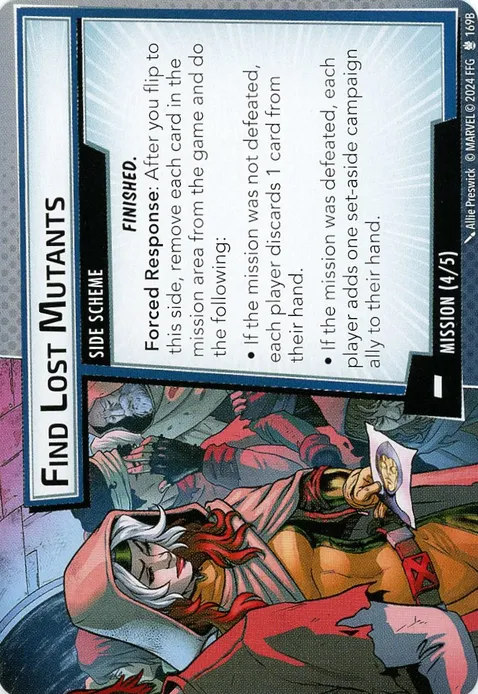 FIND LOST MUTANTS
SIDE SCHEME
FINISHED.
Forced Response: After you flip to
this side, remove each card in the
mission area from the game and do
the following:
• If the mission was not defeated,
each player discards 1 card from
their hand.
• If the mission was defeated, each
player adds one set-aside campaign
ally to their hand.
–
MISSION (4/5)
Allie Preswick © MARVEL © 2024 FFG 169B